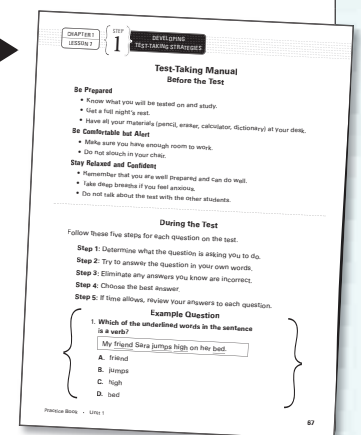 CHAPTER 1
LESSON 1
STEP
1
DEVELOPING
TEST-TAKING STRATEGIES
Test-Taking Manual
Before the Test
Be Prepared
• Know what you will be tested on and study.
• Get a full night's rest.
• Have all your materials (pencil, eraser, calculator, dictionary) at your desk.
Be Comfortable but Alert
• Make sure you have enough room to work.
• Do not slouch in your chair.
Stay Relaxed and Confident
• Remember that you are well prepared and can do well.
• Take deep breaths if you feel anxious.
• Do not talk about the test with the other students.
During the Test
Follow these five steps for each question on the test.
Step 1: Determine what the question is asking you to do.
Step 2: Try to answer the question in your own words.
Step 3: Eliminate any answers you know are incorrect.
Step 4: Choose the best answer.
Step 5: If time allows, review your answers to each question.
Example Question
1. Which of the underlined words in the sentence
is a verb?
My friend Sara jumps high on her bed.
A. friend
B. jumps
C. high
D. bed
Practice Book • Unit 1
67